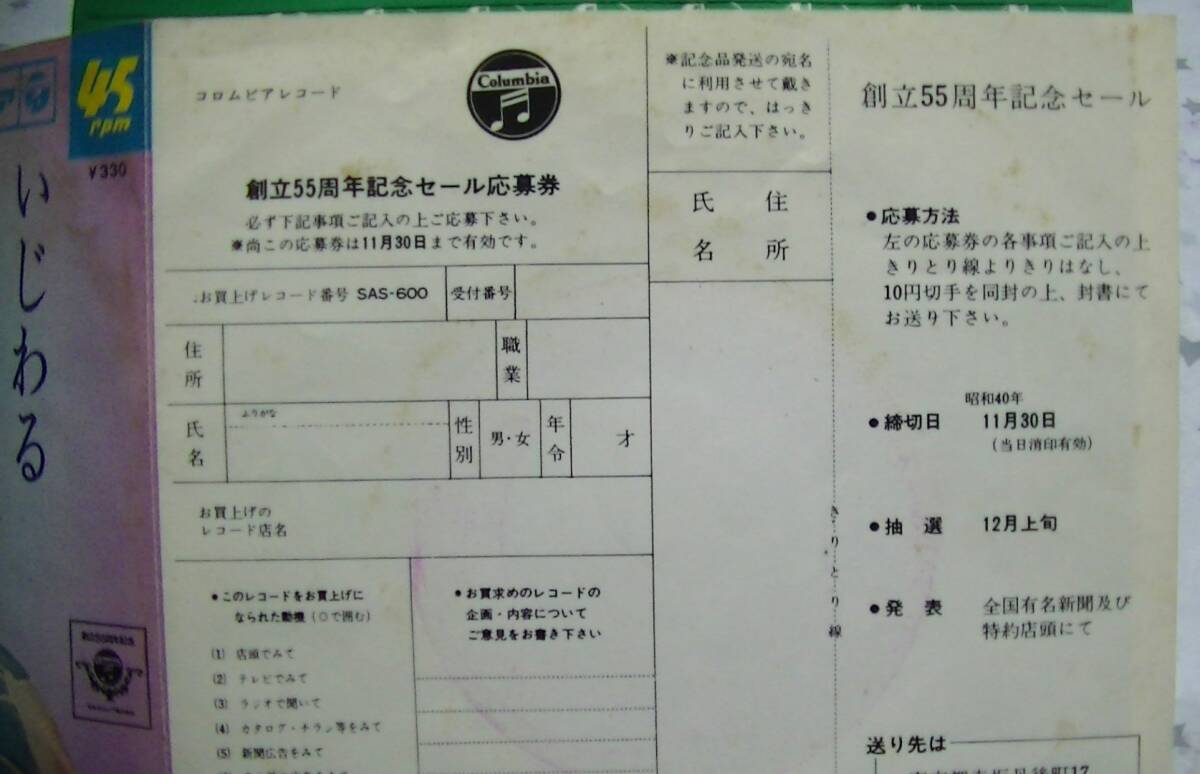 45
rpm
¥330
いじわる
コロムビアレコード
Columbia
創立55周年記念セール応募券
必ず下記事項ご記入の上ご応募下さい。
※尚この応募券は11月30日まで有効です。
お買上げレコード番号 SAS-600
受付番号
住所
職業
氏名
ふりがな
性別
男・女
年令
才
お買上げの
レコード店名
●このレコードをお買上げに
なられた動機（○で囲む）
(1) 店頭でみて
(2) テレビでみて
(3) ラジオで聞いて
(4) カタログ・チラシ等をみて
(5) 新聞広告をみて
●お買求めのレコードの
企画・内容について
ご意見をお書き下さい
※記念品発送の宛名
に利用させて戴き
ますので、はっき
りご記入下さい。
住所
氏名
きりとり線
創立55周年記念セール
●応募方法
左の応募券の各事項ご記入の上
きりとり線よりきりはなし、
10円切手を同封の上、封書にて
お送り下さい。
昭和40年
●締切日 11月30日
（当日消印有効）
●抽選 12月上旬
●発表 全国有名新聞及び
特約店頭にて
送り先は